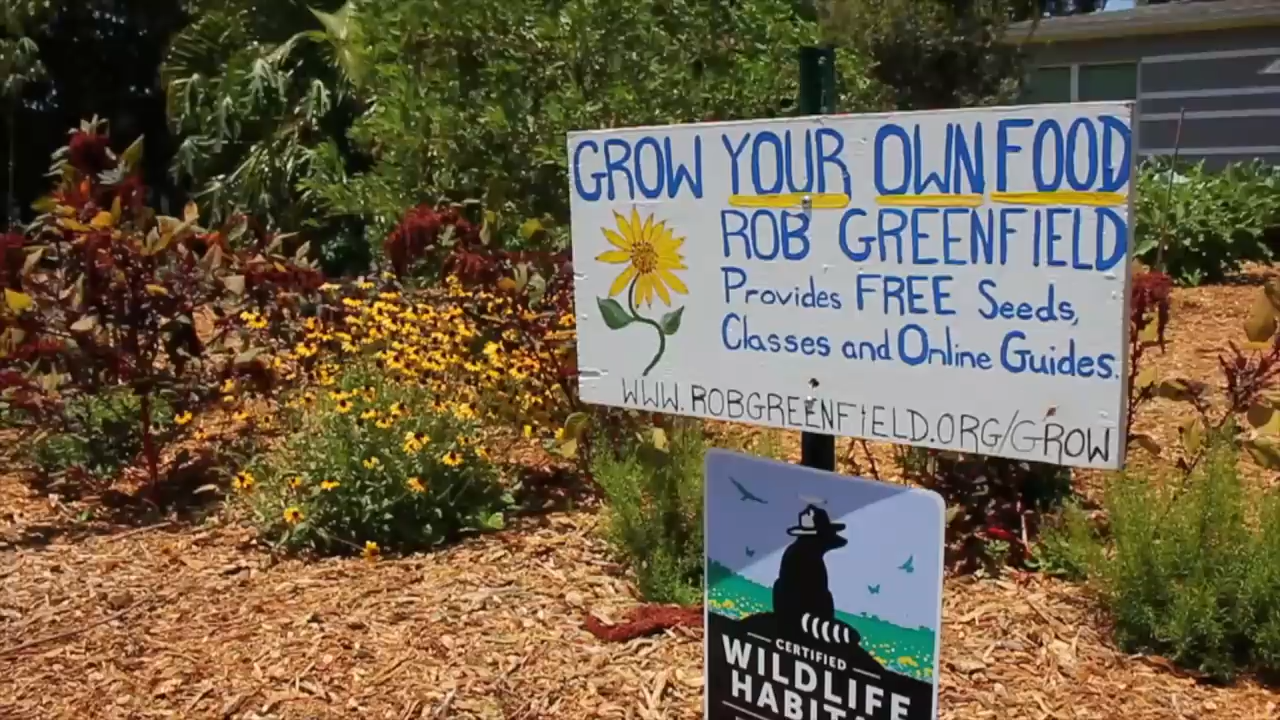 GROW YOUR OWN FOOD
ROB GREENFIELD
Provides FREE Seeds,
Classes and Online Guides.
WWW.ROBGREENFIELD.ORG/GROW
CERTIFIED
WILDLIFE